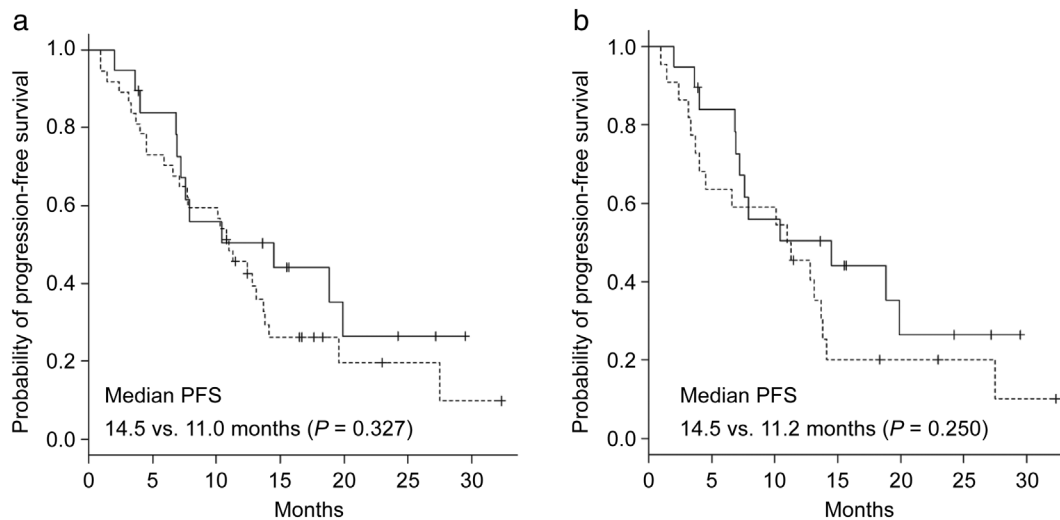 a
Probability of progression-free survival
1.0
0.8
0.6
0.4
0.2
0.0
Median PFS
14.5 vs. 11.0 months (P = 0.327)
0 5 10 15 20 25 30
Months
b
Probability of progression-free survival
1.0
0.8
0.6
0.4
0.2
0.0
Median PFS
14.5 vs. 11.2 months (P = 0.250)
0 5 10 15 20 25 30
Months